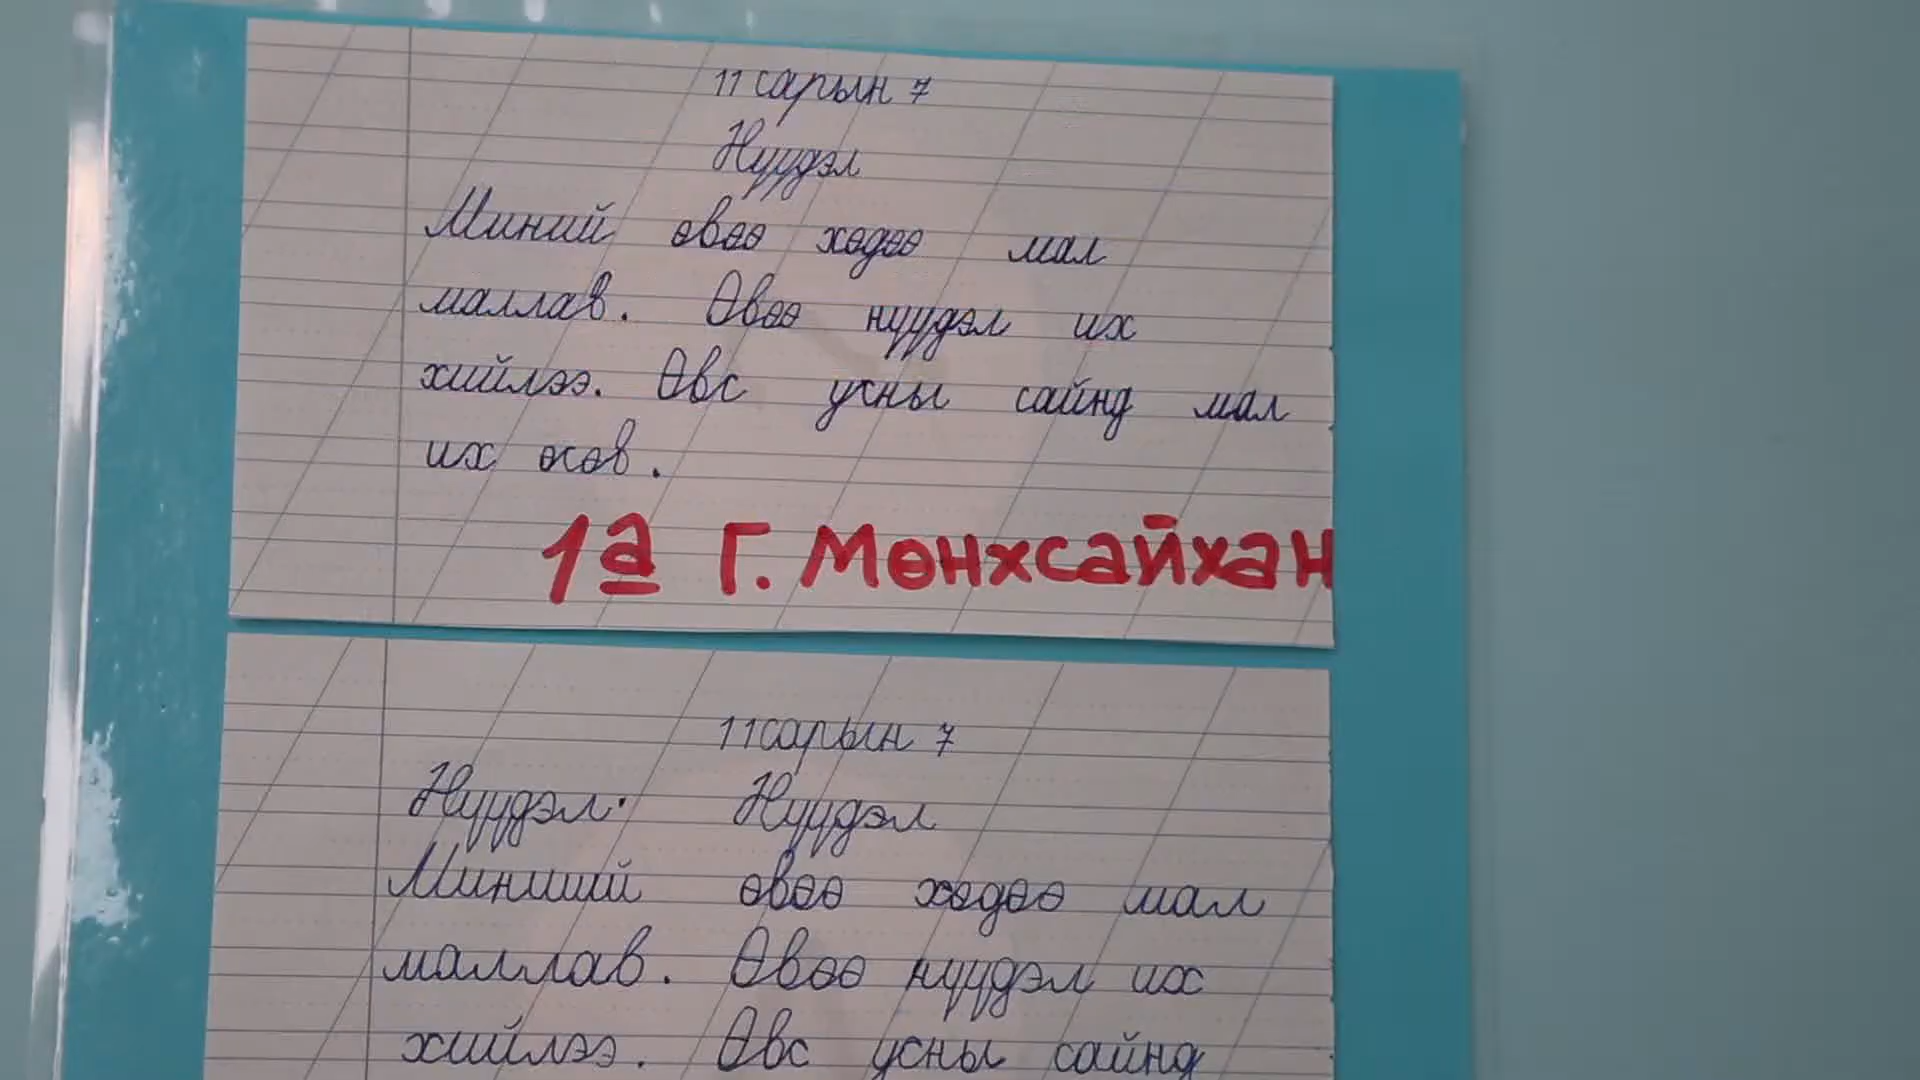 11 сарын 7
Нүүдэл
Миний өвөө хөдөө мал
маллав. Өвөө нүүдэл их
хийлээ. Өвс усны сайнд мал
их өсөв.
1а Г. Мөнхсайхан
11 сарын 7
Нүүдэл. Нүүдэл
Миниий өвөө хөдөө мал
маллав. Өвөө нүүдэл их
хийлээ. Өвс усны сайнд